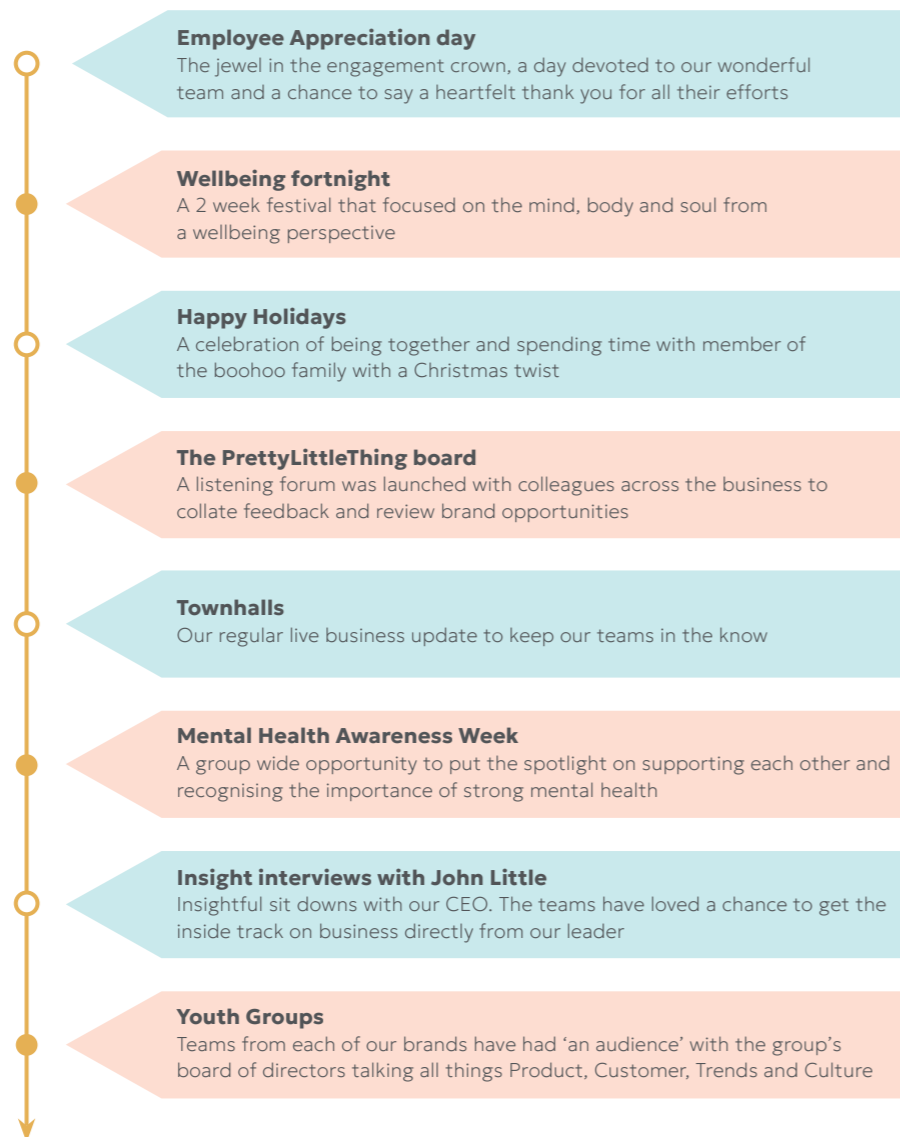 Employee Appreciation day
The jewel in the engagement crown, a day devoted to our wonderful
team and a chance to say a heartfelt thank you for all their efforts
Wellbeing fortnight
A 2 week festival that focused on the mind, body and soul from
a wellbeing perspective
Happy Holidays
A celebration of being together and spending time with member of
the boohoo family with a Christmas twist
The PrettyLittleThing board
A listening forum was launched with colleagues across the business to
collate feedback and review brand opportunities
Townhalls
Our regular live business update to keep our teams in the know
Mental Health Awareness Week
A group wide opportunity to put the spotlight on supporting each other and
recognising the importance of strong mental health
Insight interviews with John Little
Insightful sit downs with our CEO. The teams have loved a chance to get the
inside track on business directly from our leader
Youth Groups
Teams from each of our brands have had ‘an audience’ with the group’s
board of directors talking all things Product, Customer, Trends and Culture